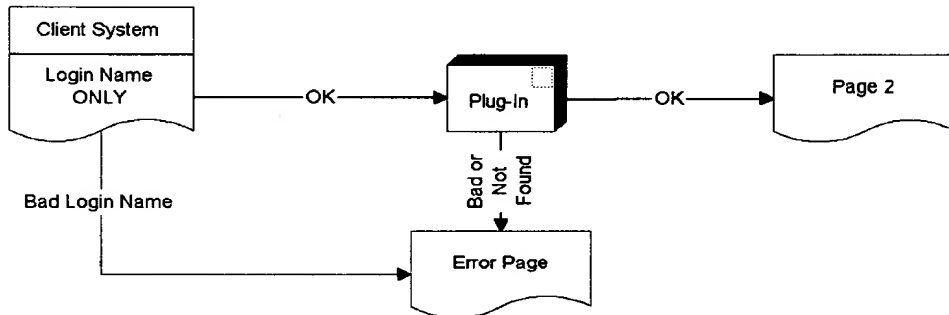 Client System
Login Name
ONLY
OK
Plug-In
OK
Page 2
Bad or
Not
Found
Bad Login Name
Error Page